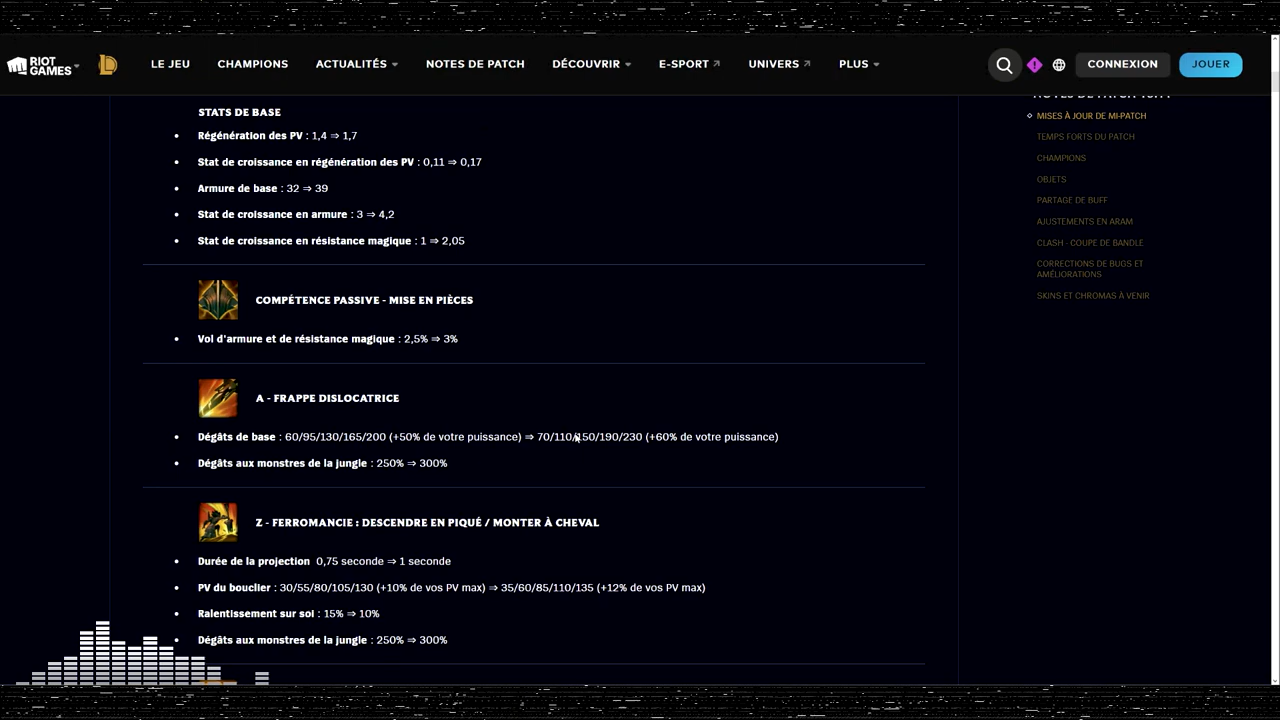 RIOT GAMES
LE JEU
CHAMPIONS
ACTUALITÉS
NOTES DE PATCH
DÉCOUVRIR
E-SPORT
UNIVERS
PLUS
CONNEXION
JOUER
STATS DE BASE
Régénération des PV : 1,4 ⇒ 1,7
Stat de croissance en régénération des PV : 0,11 ⇒ 0,17
Armure de base : 32 ⇒ 39
Stat de croissance en armure : 3 ⇒ 4,2
Stat de croissance en résistance magique : 1 ⇒ 2,05
COMPÉTENCE PASSIVE - MISE EN PIÈCES
Vol d'armure et de résistance magique : 2,5% ⇒ 3%
A - FRAPPE DISLOCATRICE
Dégâts de base : 60/95/130/165/200 (+50% de votre puissance) ⇒ 70/110/150/190/230 (+60% de votre puissance)
Dégâts aux monstres de la jungle : 250% ⇒ 300%
Z - FERROMANCIE : DESCENDRE EN PIQUÉ / MONTER À CHEVAL
Durée de la projection 0,75 seconde ⇒ 1 seconde
PV du bouclier : 30/55/80/105/130 (+10% de vos PV max) ⇒ 35/60/85/110/135 (+12% de vos PV max)
Ralentissement sur soi : 15% ⇒ 10%
Dégâts aux monstres de la jungle : 250% ⇒ 300%
NOTES DE PATCH
MISES À JOUR DE MI-PATCH
TEMPS FORTS DU PATCH
CHAMPIONS
OBJETS
PARTAGE DE BUFF
AJUSTEMENTS EN ARAM
CLASH - COUPE DE BANDLE
CORRECTIONS DE BUGS ET
AMÉLIORATIONS
SKINS ET CHROMAS À VENIR